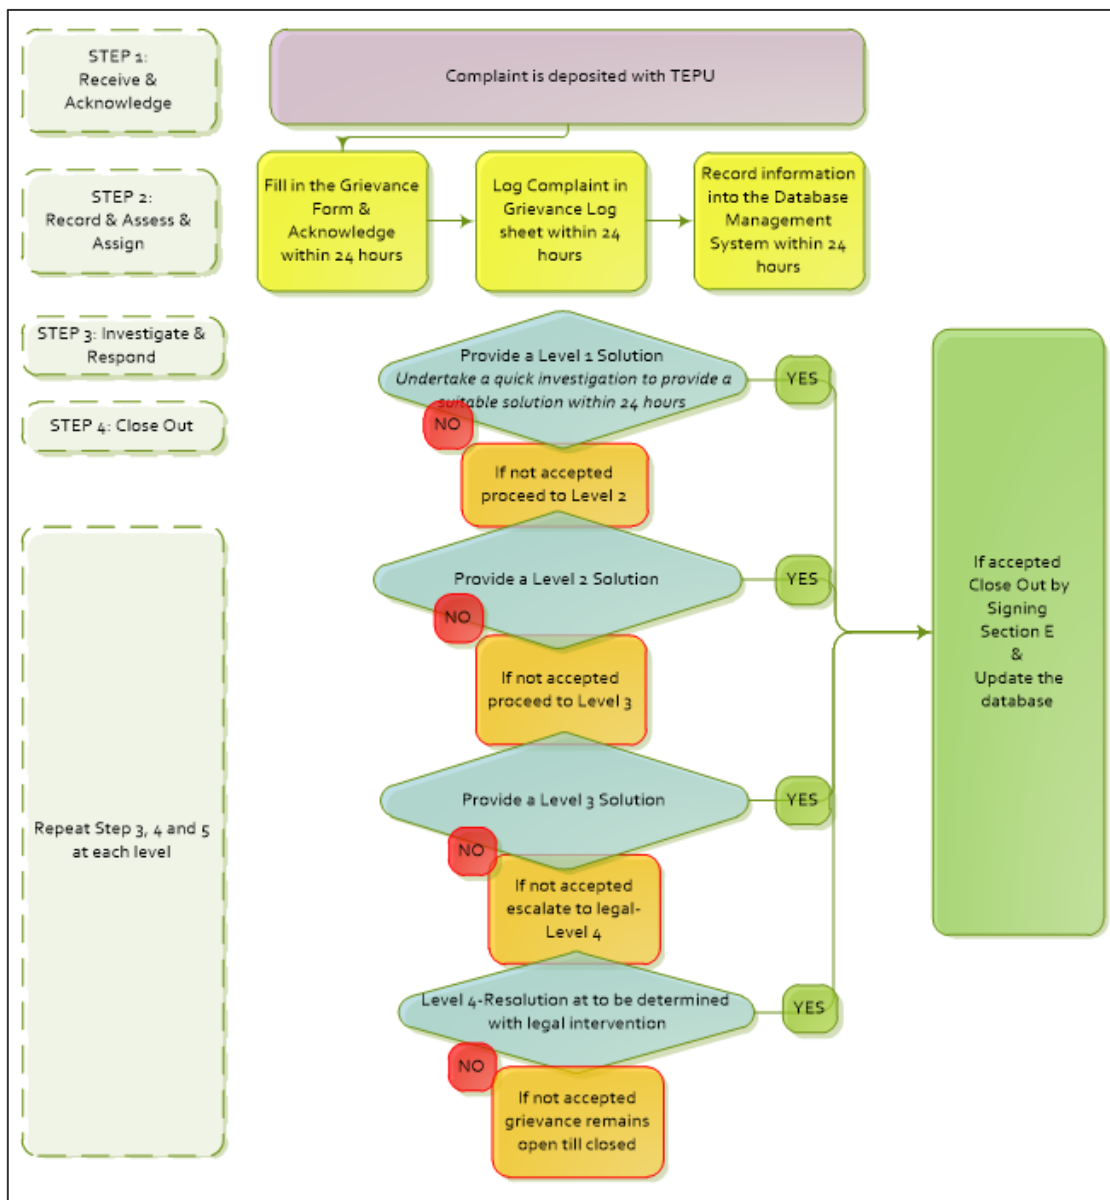 STEP 1:
Receive &
Acknowledge
Complaint is deposited with TEPU
STEP 2:
Record & Assess &
Assign
Fill in the Grievance
Form &
Acknowledge
within 24 hours
Log Complaint in
Grievance Log
sheet within 24
hours
Record information
into the Database
Management
System within 24
hours
STEP 3: Investigate &
Respond
Provide a Level 1 Solution
Undertake a quick investigation to provide a
suitable solution within 24 hours
YES
NO
STEP 4: Close Out
If not accepted
proceed to Level 2
Provide a Level 2 Solution
YES
NO
If not accepted
proceed to Level 3
If accepted
Close Out by
Signing
Section E
&
Update the
database
Repeat Step 3, 4 and 5
at each level
Provide a Level 3 Solution
YES
NO
If not accepted
escalate to legal-
Level 4
Level 4-Resolution at to be determined
with legal intervention
YES
NO
If not accepted
grievance remains
open till closed